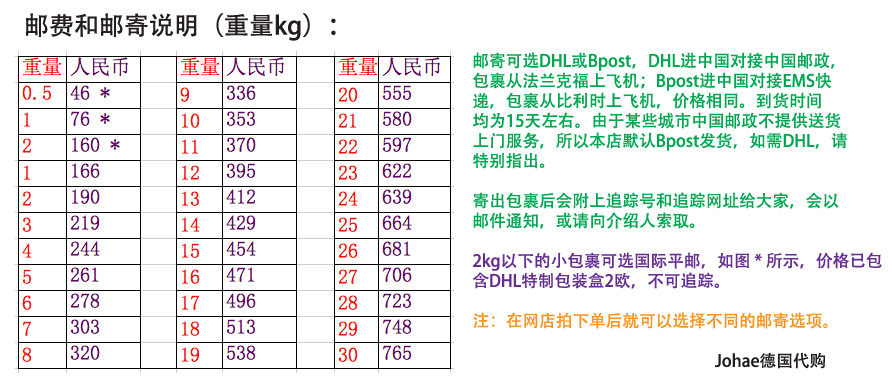 邮费和邮寄说明（重量kg）：
重量 人民币 重量 人民币 重量 人民币
0.5 46 * 9 336 20 555
1 76 * 10 353 21 580
2 160 * 11 370 22 597
1 166 12 395 23 622
2 190 13 412 24 639
3 219 14 429 25 664
4 244 15 454 26 681
5 261 16 471 27 706
6 278 17 496 28 723
7 303 18 513 29 748
8 320 19 538 30 765
邮寄可选DHL或Bpost，DHL进中国对接中国邮政，
包裹从法兰克福上飞机；Bpost进中国对接EMS快
递，包裹从比利时上飞机，价格相同。到货时间
均为15天左右。由于某些城市中国邮政不提供送货
上门服务，所以本店默认Bpost发货，如需DHL，请
特别指出。
寄出包裹后会附上追踪号和追踪网址给大家，会以
邮件通知，或请向介绍人索取。
2kg以下的小包裹可选国际平邮，如图 * 所示，价格已包
含DHL特制包装盒2欧，不可追踪。
注：在网店拍下单后就可以选择不同的邮寄选项。
Johae德国代购